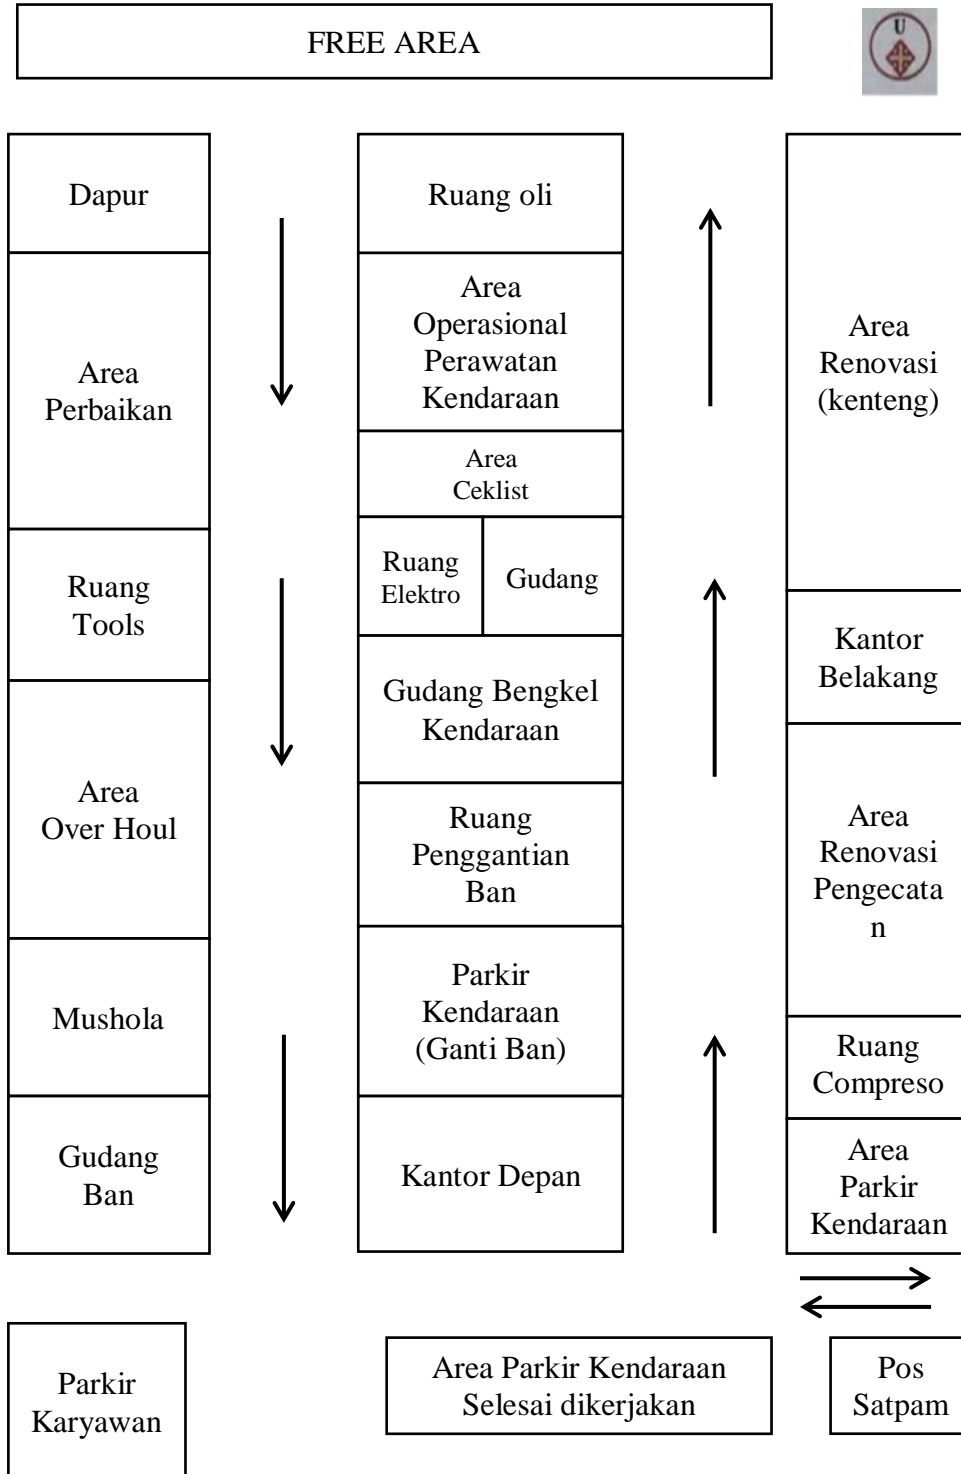 FREE AREA
U
Dapur
Area
Perbaikan
Ruang
Tools
Area
Over Houl
Mushola
Gudang
Ban
Ruang oli
Area
Operasional
Perawatan
Kendaraan
Area
Ceklist
Ruang
Elektro
Gudang
Gudang Bengkel
Kendaraan
Ruang
Penggantian
Ban
Parkir
Kendaraan
(Ganti Ban)
Kantor Depan
Area
Renovasi
(kenteng)
Kantor
Belakang
Area
Renovasi
Pengecata
n
Ruang
Compreso
Area
Parkir
Kendaraan
Parkir
Karyawan
Area Parkir Kendaraan
Selesai dikerjakan
Pos
Satpam